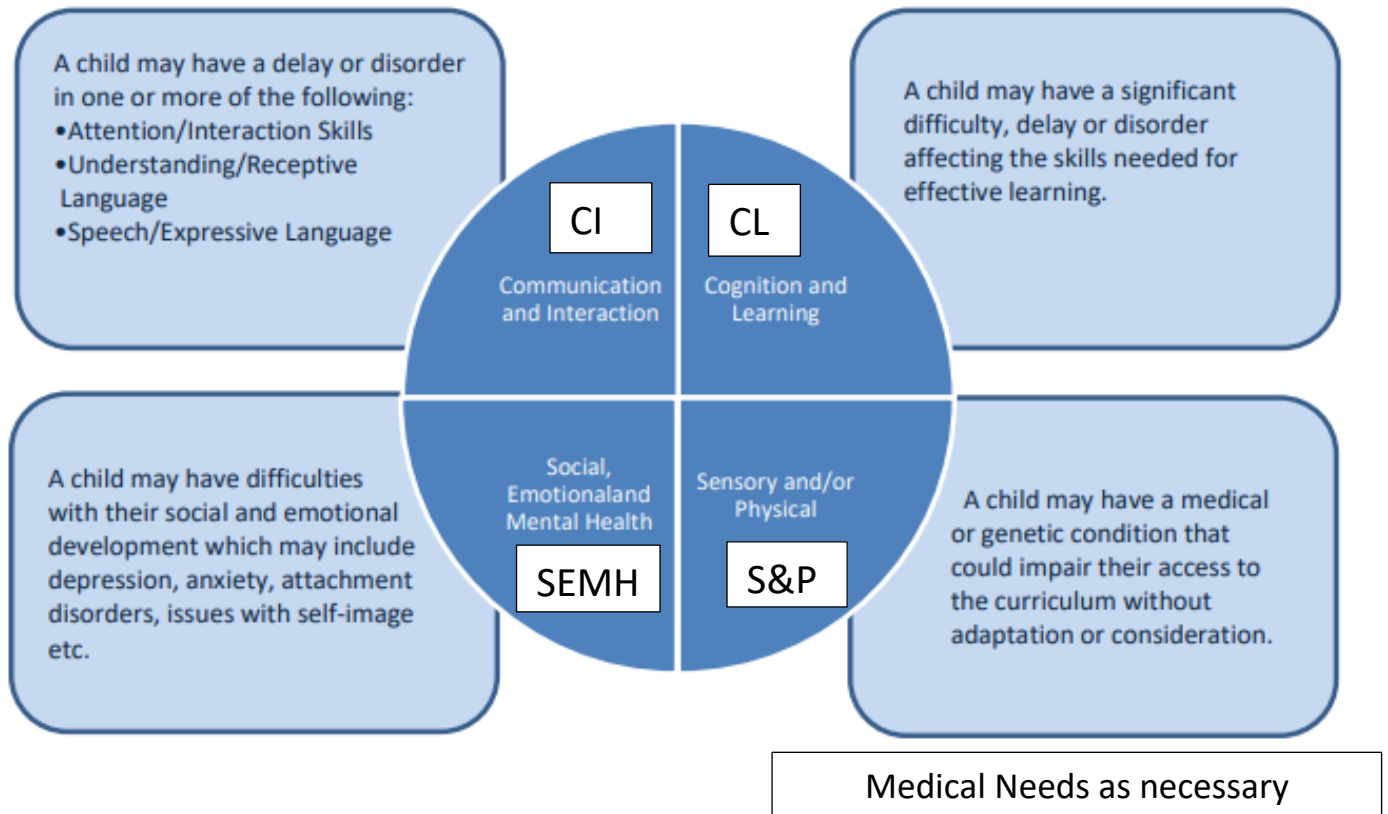 A child may have a delay or disorder
in one or more of the following:
•Attention/Interaction Skills
•Understanding/Receptive
Language
•Speech/Expressive Language
A child may have a significant
difficulty, delay or disorder
affecting the skills needed for
effective learning.
CI
Communication
and Interaction
CL
Cognition and
Learning
A child may have difficulties
with their social and emotional
development which may include
depression, anxiety, attachment
disorders, issues with self-image
etc.
Social,
Emotionaland
Mental Health
SEMH
Sensory and/or
Physical
S&P
A child may have a medical
or genetic condition that
could impair their access to
the curriculum without
adaptation or consideration.
Medical Needs as necessary